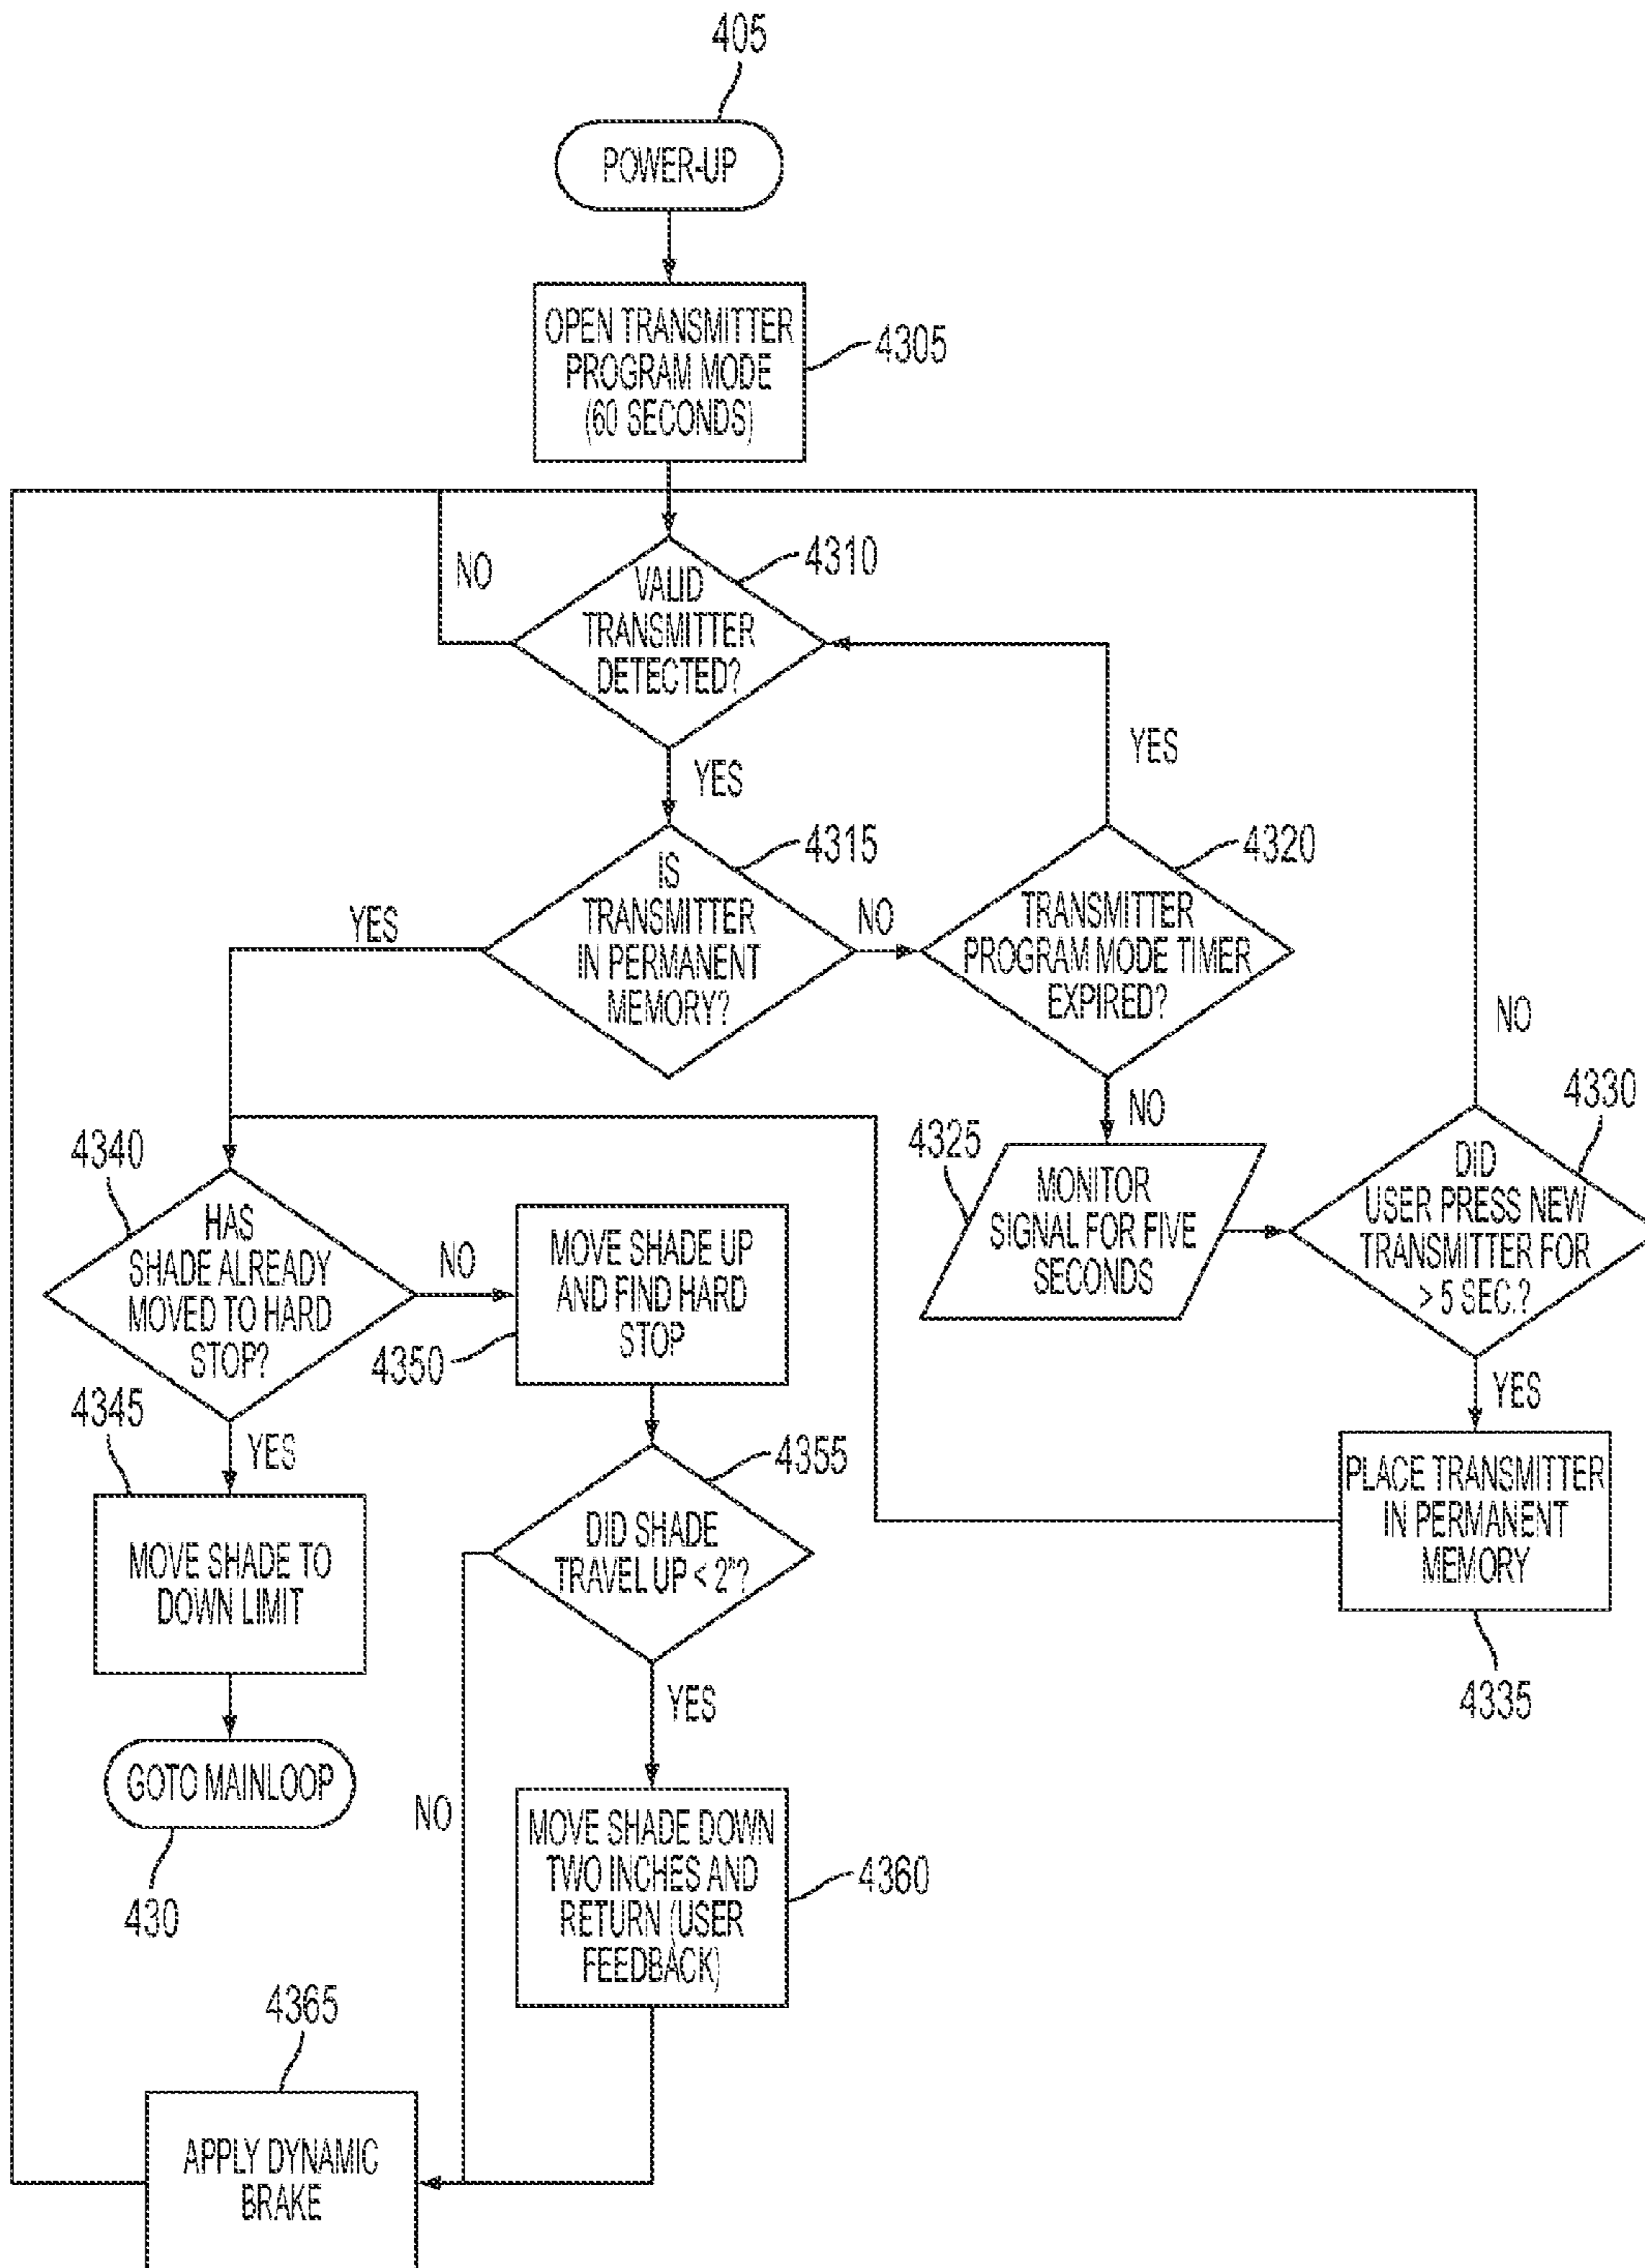 405
POWER-UP
OPEN TRANSMITTER
PROGRAM MODE
(60 SECONDS)
4305
NO
VALID
TRANSMITTER
DETECTED?
4310
YES
YES
IS
TRANSMITTER
IN PERMANENT
MEMORY?
4315
YES
NO
TRANSMITTER
PROGRAM MODE TIMER
EXPIRED?
4320
NO
NO
4325
MONITOR
SIGNAL FOR FIVE
SECONDS
DID
USER PRESS NEW
TRANSMITTER FOR
> 5 SEC.?
4330
YES
PLACE TRANSMITTER
IN PERMANENT
MEMORY
4335
4340
HAS
SHADE ALREADY
MOVED TO HARD
STOP?
NO
MOVE SHADE UP
AND FIND HARD
STOP
4350
YES
4345
MOVE SHADE TO
DOWN LIMIT
GOTO MAINLOOP
430
DID SHADE
TRAVEL UP < 2"?
4355
YES
NO
MOVE SHADE DOWN
TWO INCHES AND
RETURN (USER
FEEDBACK)
4360
4365
APPLY DYNAMIC
BRAKE